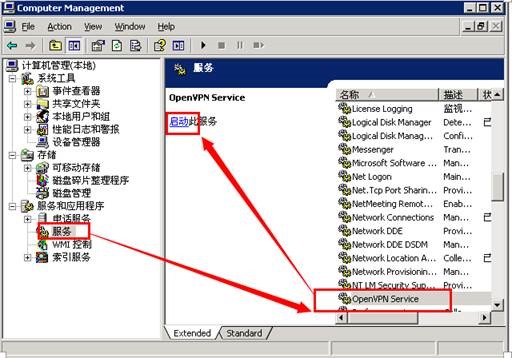 Computer Management
File Action View Window Help
计算机管理(本地)
系统工具
事件查看器
共享文件夹
本地用户和组
性能日志和警报
设备管理器
存储
可移动存储
磁盘碎片整理程序
磁盘管理
服务和应用程序
电话服务
服务
WMI 控制
索引服务
服务
OpenVPN Service
启动此服务
名称 描述 状
License Logging 监视...
Logical Disk Manager Dete... 已
Logical Disk Manag... Confi...
Messenger Tran...
Microsoft Software ... Man...
Net Logon Main...
Net.Tcp Port Sharin... Provi...
NetMeeting Remot... Enab...
Network Connections Man... 已
Network DDE Provi...
Network DDE DSDM Man...
Network Location A... Colle... 已
Network Provisionin... Man...
NT LM Security Sup... Provi...
OpenVPN Service
Extended Standard